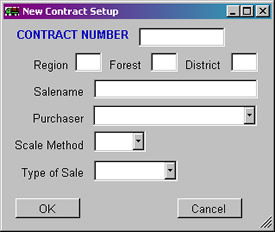 New Contract Setup
CONTRACT NUMBER
Region Forest District
Salename
Purchaser
Scale Method
Type of Sale
OK Cancel